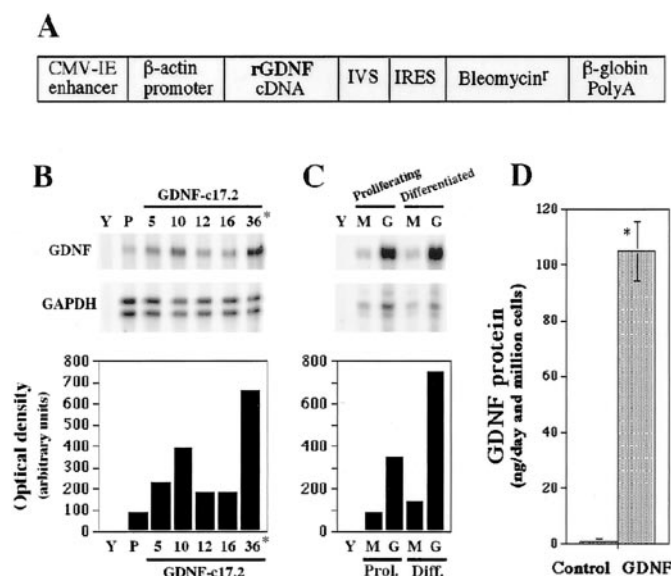 A
CMV-IE enhancer β-actin promoter rGDNF cDNA IVS IRES Bleomycinʳ β-globin PolyA
B
GDNF-c17.2
Y P 5 10 12 16 36*
GDNF
GAPDH
Optical density
(arbitrary units)
800
700
600
500
400
300
200
100
0
Y P 5 10 12 16 36*
GDNF-c17.2
C
Proliferating Differentiated
Y M G M G
800
600
400
200
0
Y M G M G
Prol. Diff.
D
GDNF protein
(ng/day and million cells)
120
100
80
60
40
20
0
*
Control GDNF